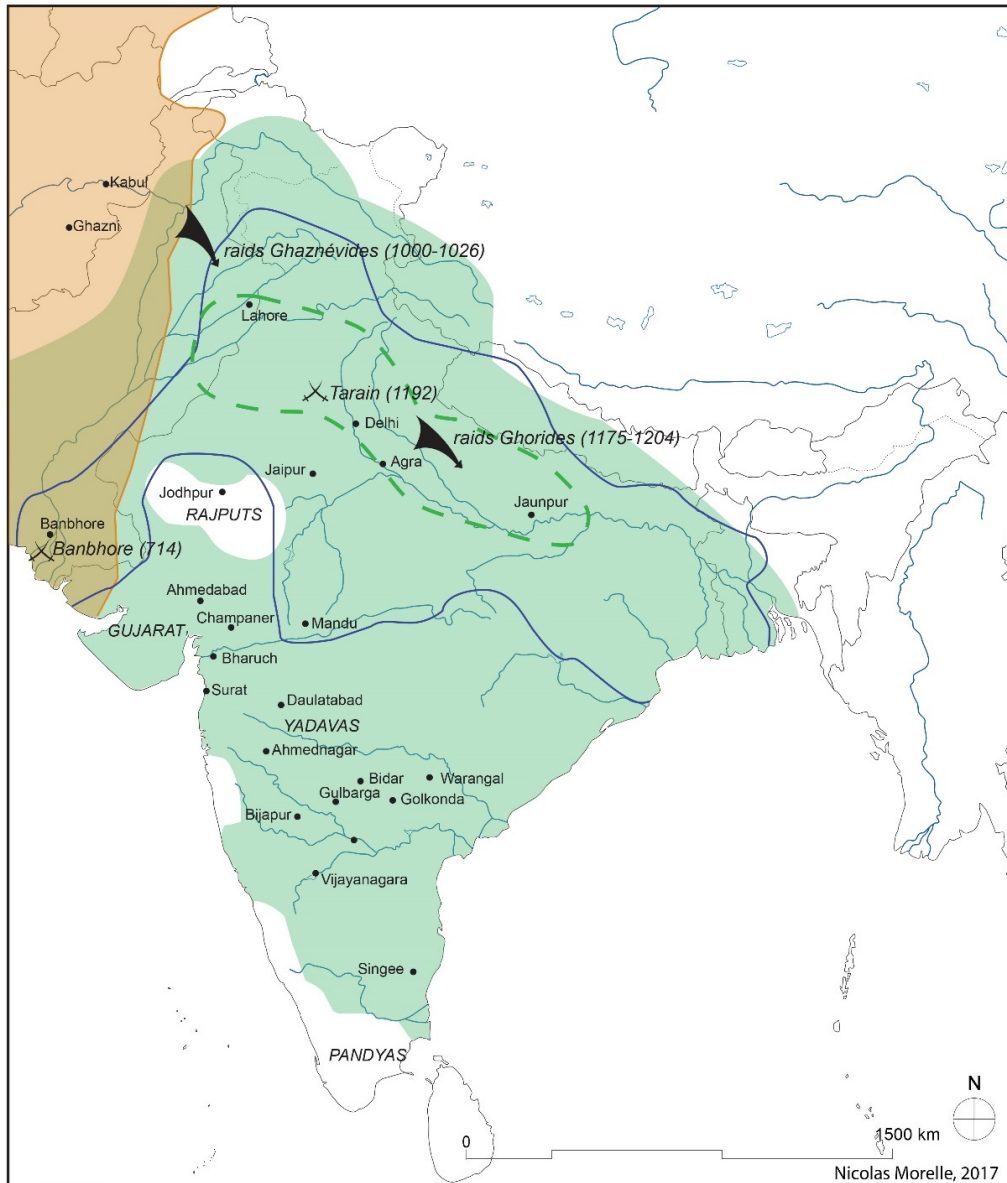 Kabul
Ghazni
raids Ghaznévides (1000-1026)
Lahore
Tarain (1192)
Delhi
raids Ghorides (1175-1204)
Agra
Jaipur
Jodhpur
RAJPUTS
Jaunpur
Banbhore
Banbhore (714)
Ahmedabad
Champaner
Mandu
GUJARAT
Bharuch
Surat
Daulatabad
YADAVAS
Ahmednagar
Bidar
Warangal
Gulbarga
Golkonda
Bijapur
Vijayanagara
Singee
PANDYAS
N
0
1500 km
Nicolas Morelle, 2017